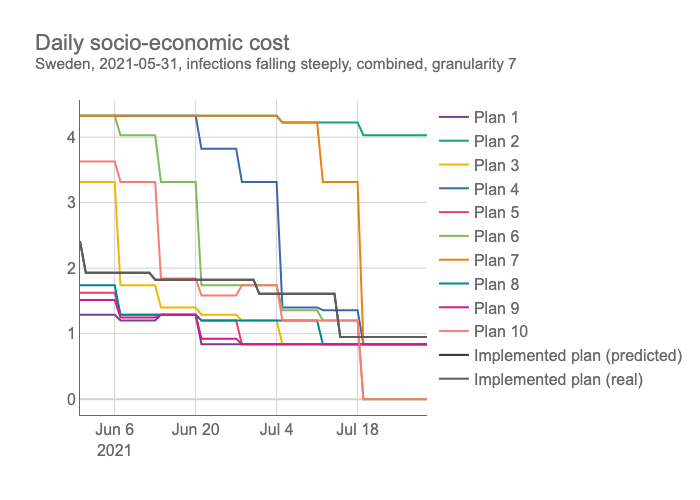 Daily socio-economic cost
Sweden, 2021-05-31, infections falling steeply, combined, granularity 7
4
3
2
1
0
Jun 6
2021
Jun 20
Jul 4
Jul 18
Plan 1
Plan 2
Plan 3
Plan 4
Plan 5
Plan 6
Plan 7
Plan 8
Plan 9
Plan 10
Implemented plan (predicted)
Implemented plan (real)